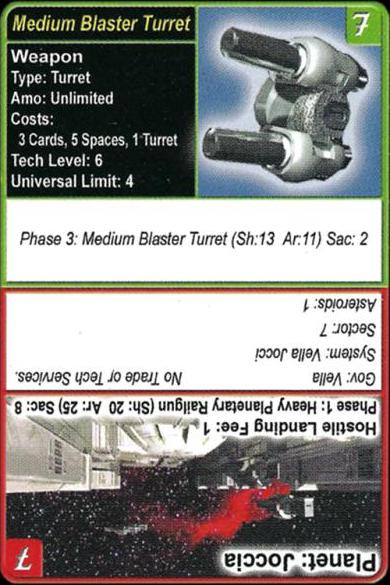 Medium Blaster Turret 7
Weapon
Type: Turret
Amo: Unlimited
Costs:
3 Cards, 5 Spaces, 1 Turret
Tech Level: 6
Universal Limit: 4
Phase 3: Medium Blaster Turret (Sh:13 Ar:11) Sac: 2
Planet: Joccia 7
Hostile Landing Fee: 1
Phase 1: Heavy Planetary Railgun (Sh: 20 Ar: 25) Sac: 8
Gov: Vella No Trade or Tech Services.
System: Vella Jocci
Sector: 7
Asteroids: 1